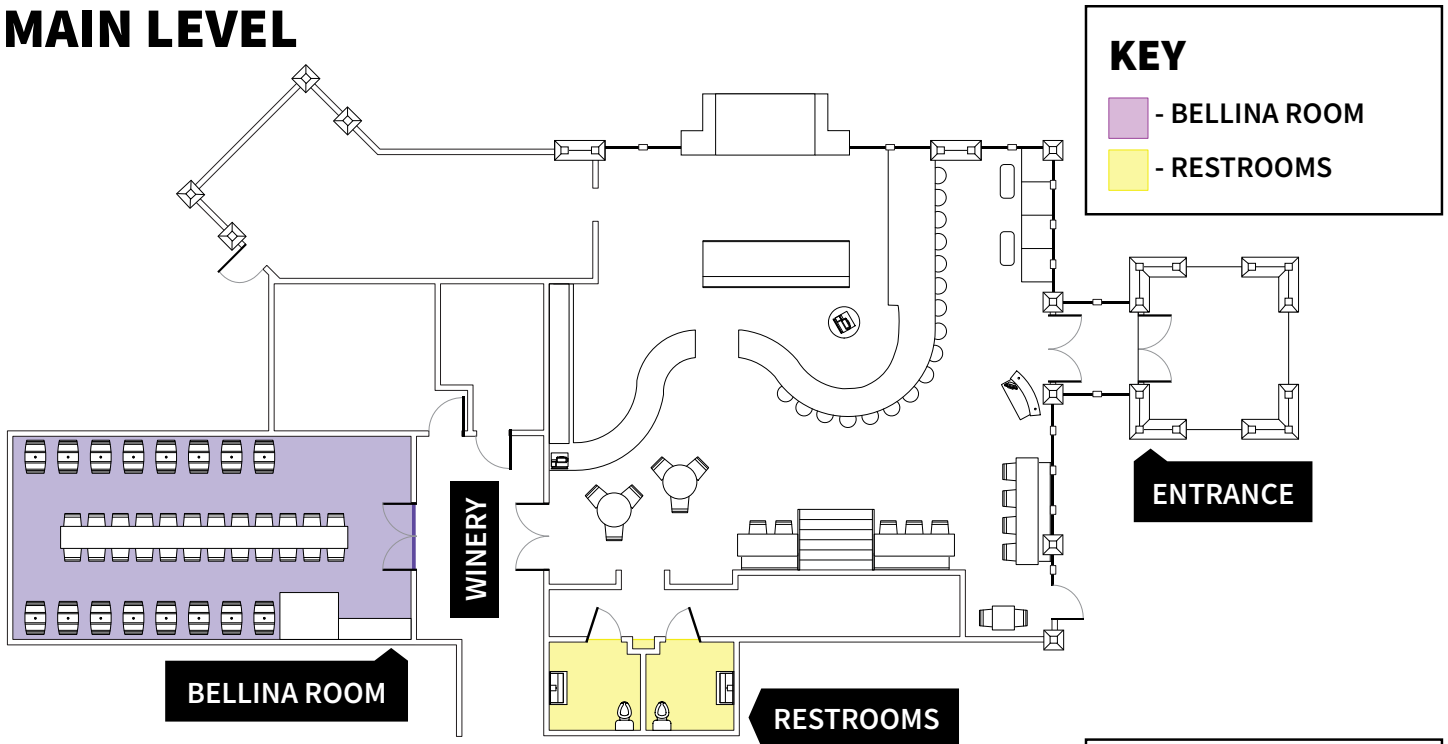 MAIN LEVEL
KEY
- BELLINA ROOM
- RESTROOMS
ENTRANCE
WINERY
BELLINA ROOM
RESTROOMS